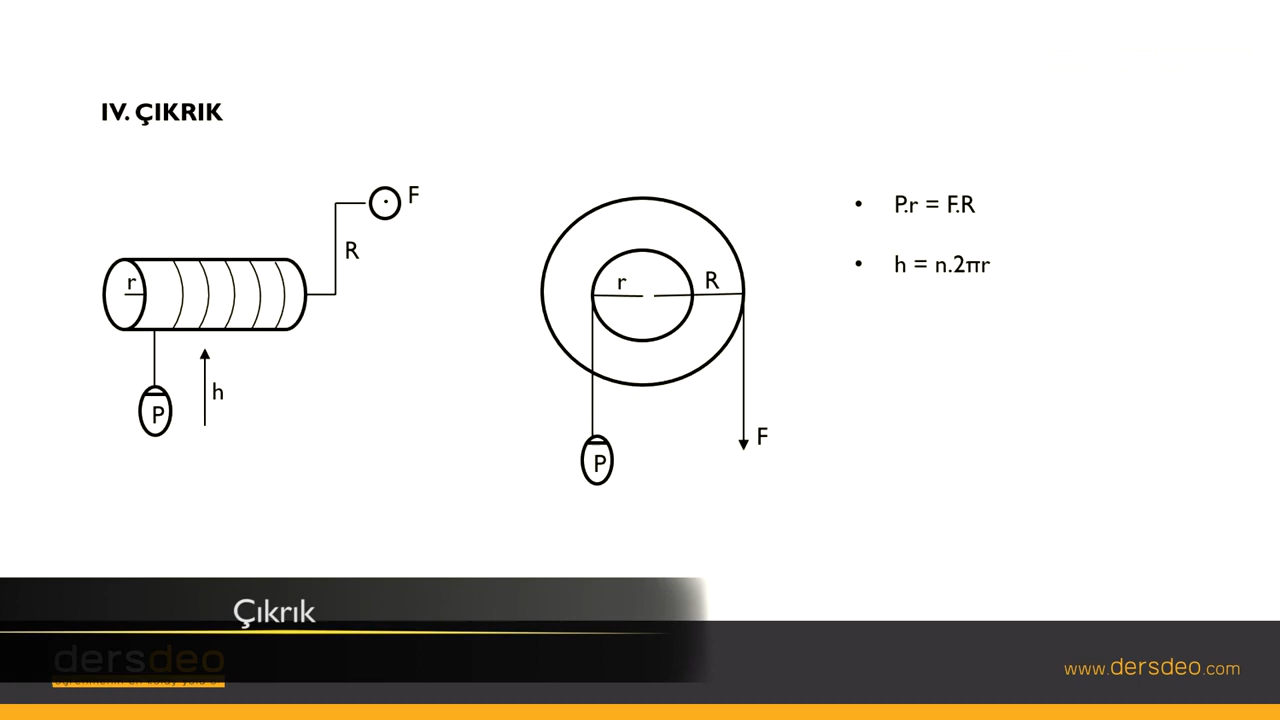 IV. ÇIKRIK
F
R
r
h
P
r
R
F
P
• P.r = F.R
• h = n.2πr
Çıkrık
dersdeo
www.dersdeo.com